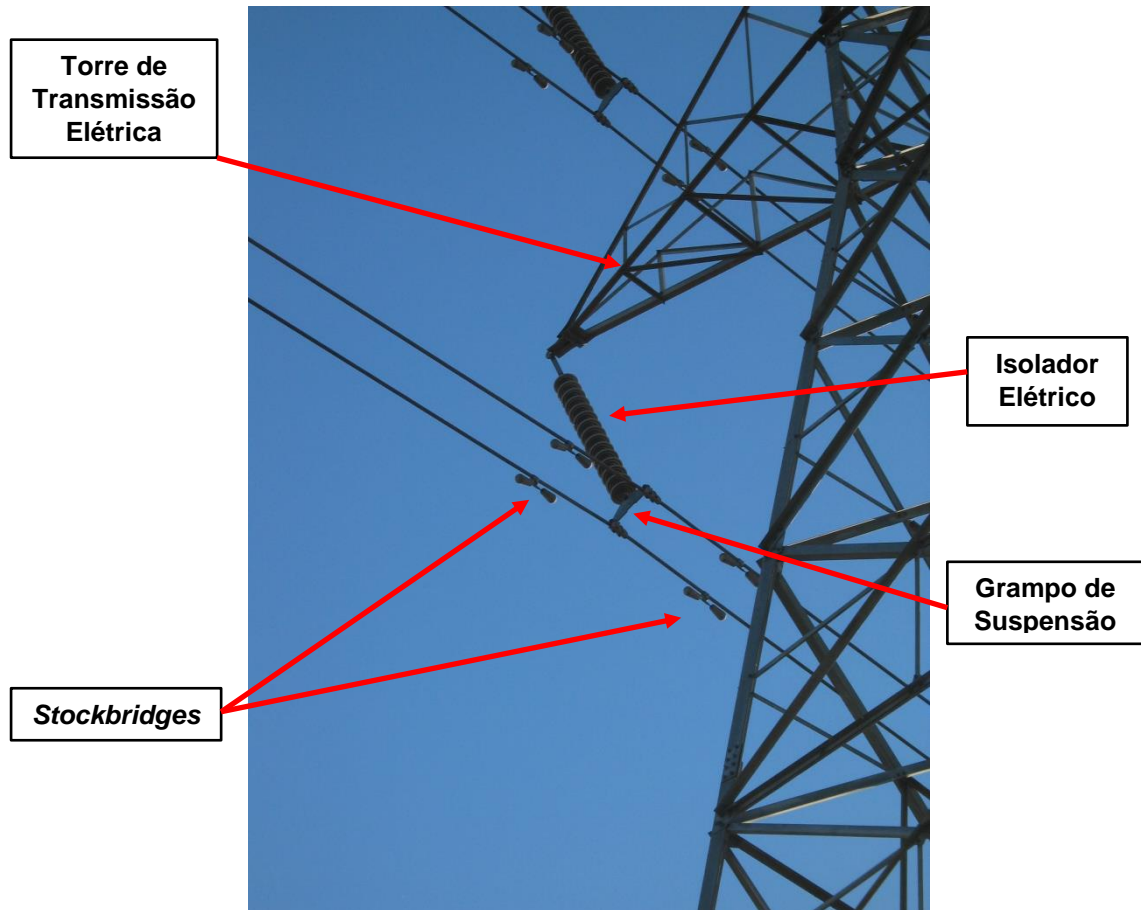 Torre de
Transmissão
Elétrica
Isolador
Elétrico
Grampo de
Suspensão
Stockbridges